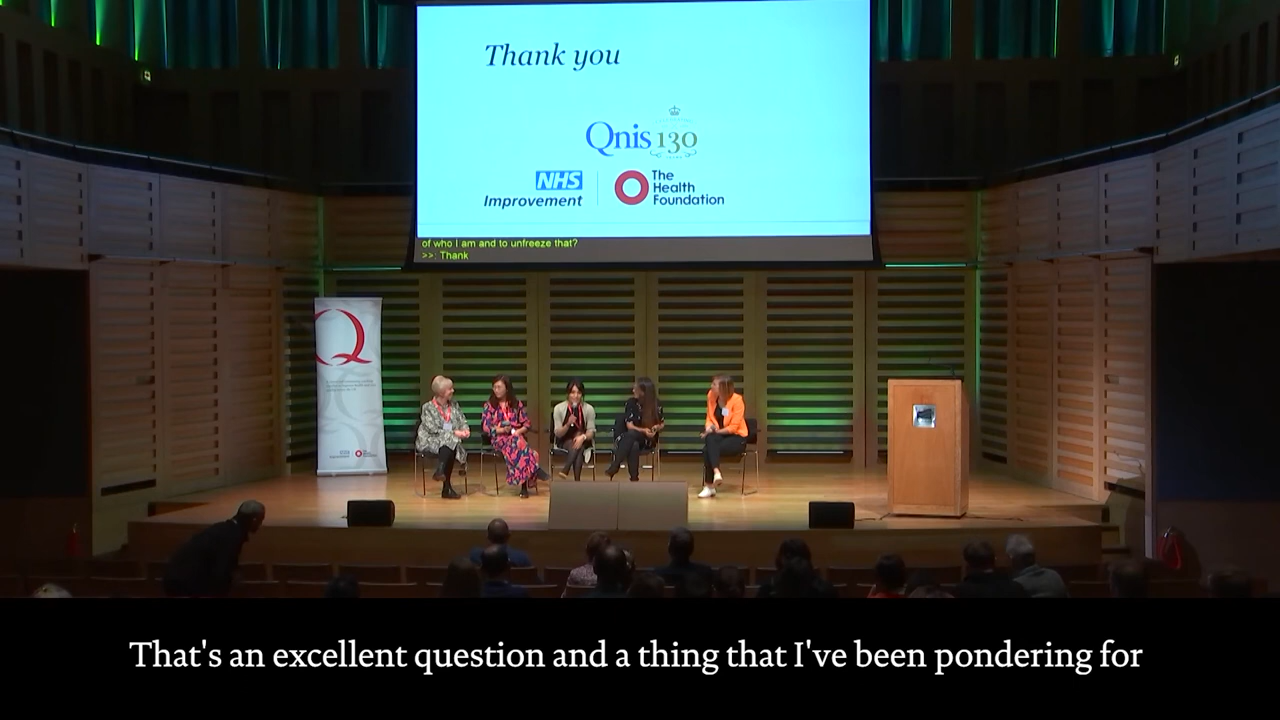 Thank you
Qnis 130
NHS
Improvement
The
Health
Foundation
of who I am and to unfreeze that?
>>: Thank
Q
NHS
That's an excellent question and a thing that I've been pondering for